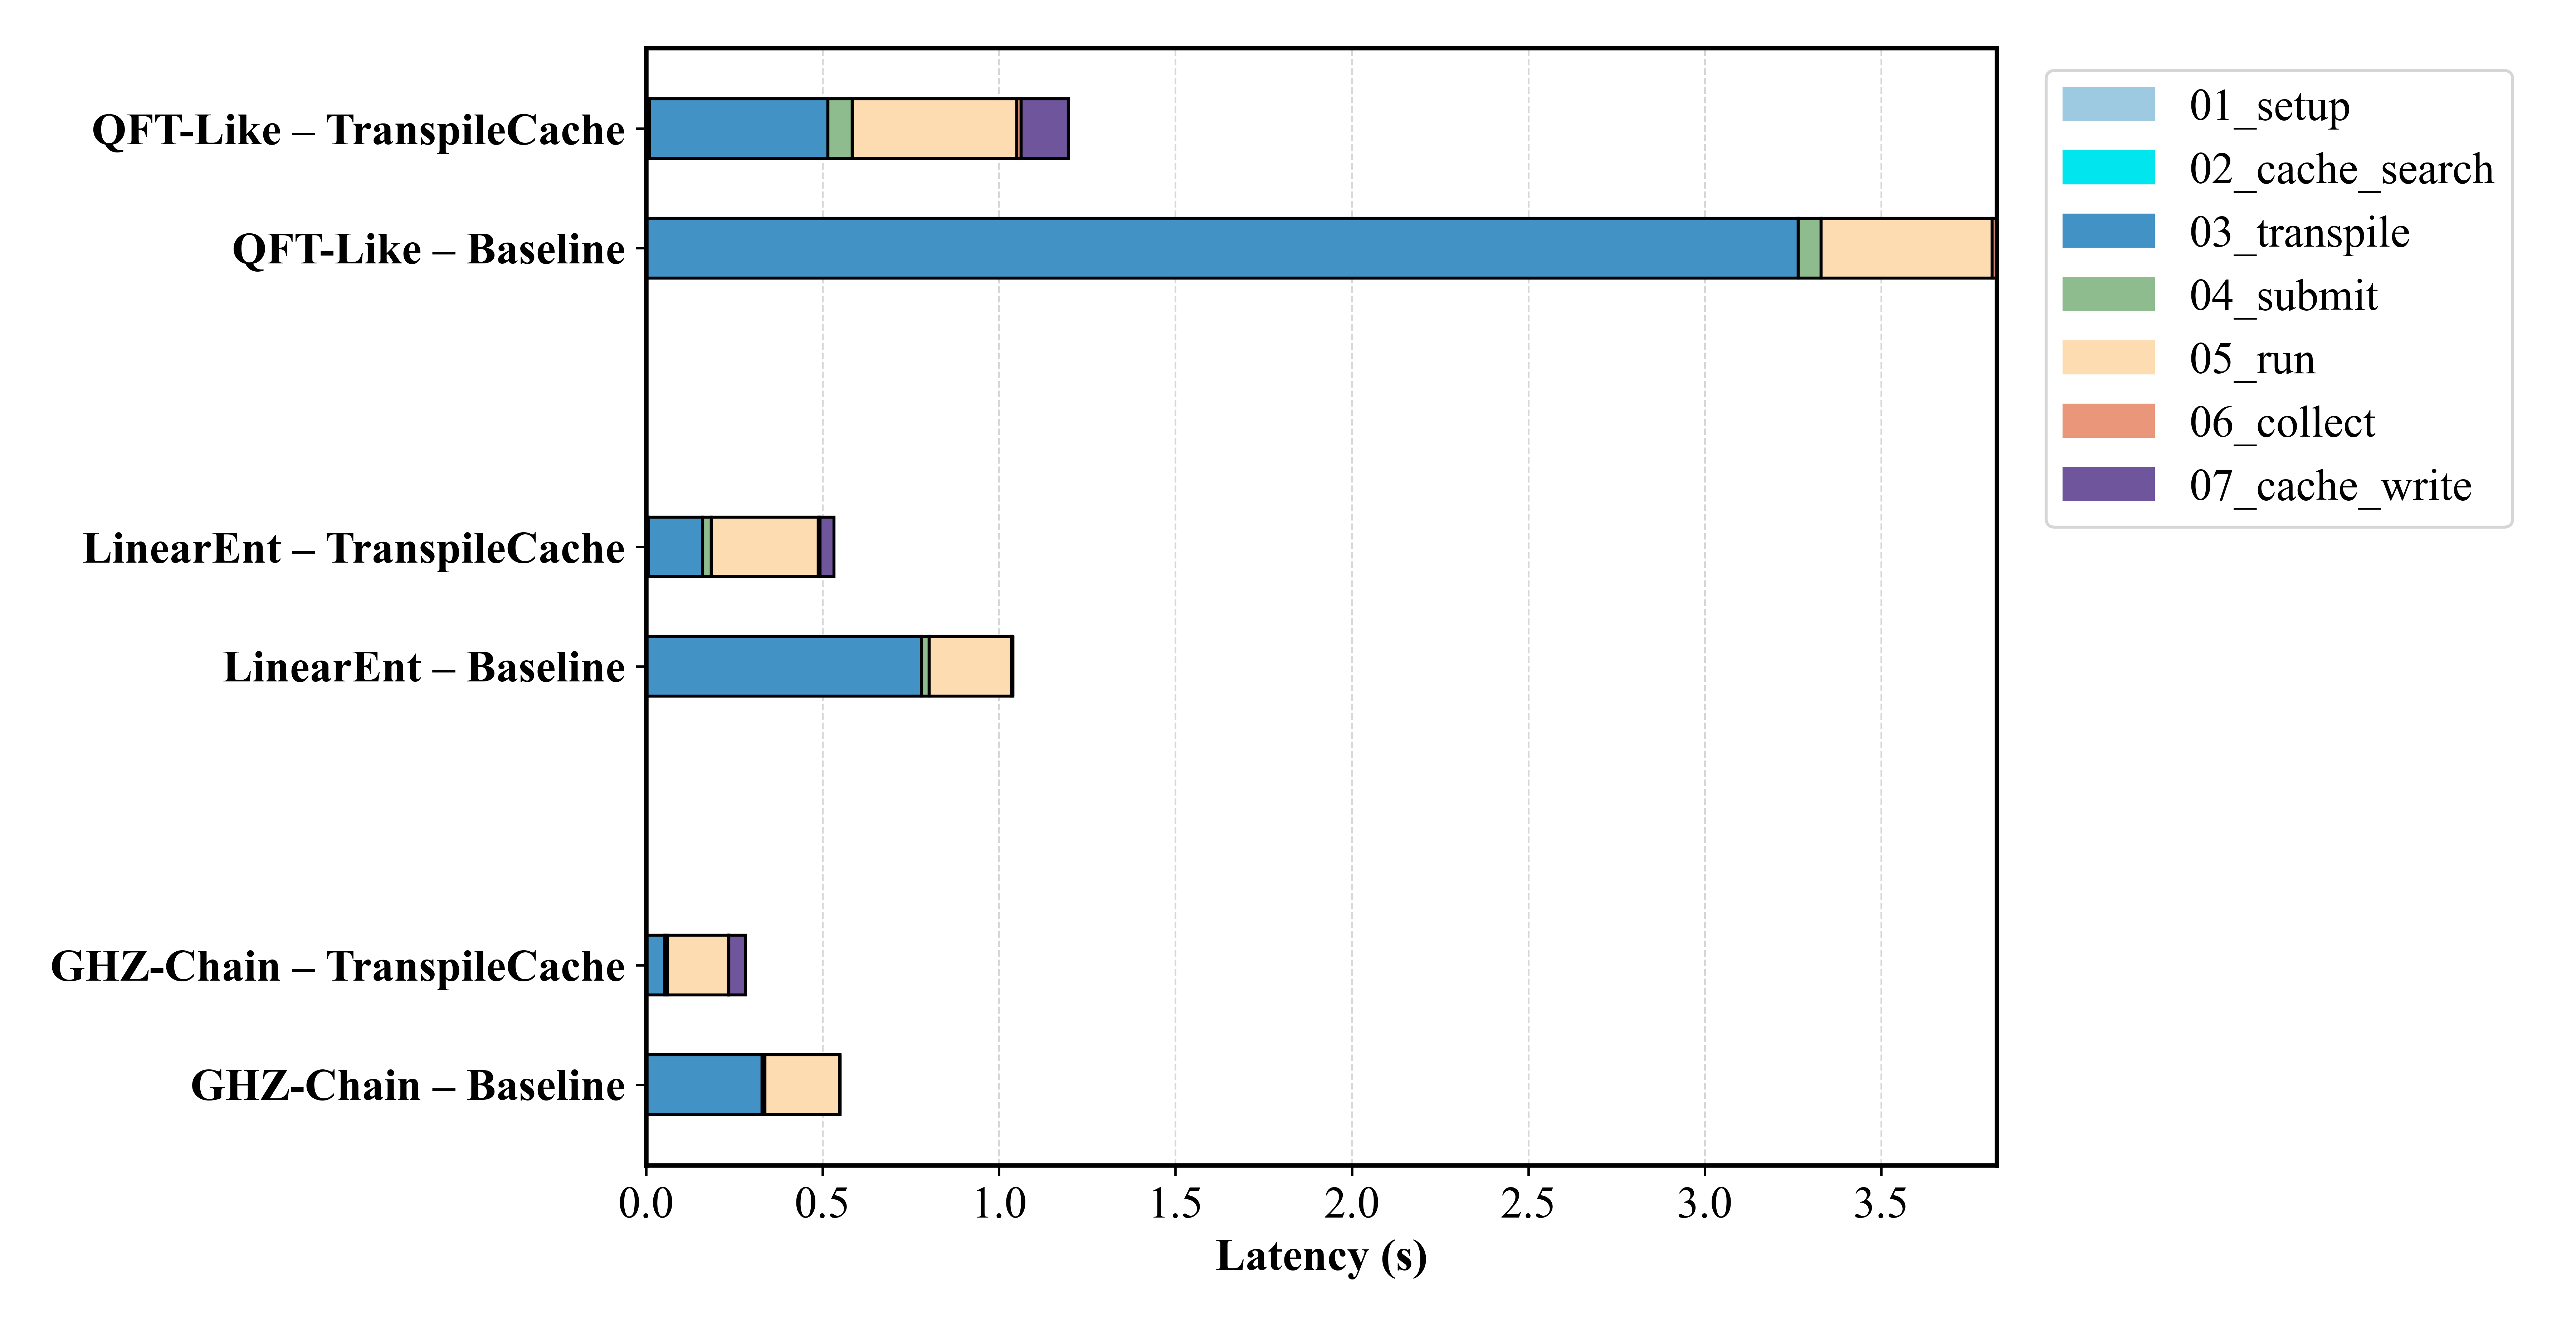 QFT-Like – TranspileCache
QFT-Like – Baseline
LinearEnt – TranspileCache
LinearEnt – Baseline
GHZ-Chain – TranspileCache
GHZ-Chain – Baseline
0.0 0.5 1.0 1.5 2.0 2.5 3.0 3.5
Latency (s)
01_setup
02_cache_search
03_transpile
04_submit
05_run
06_collect
07_cache_write